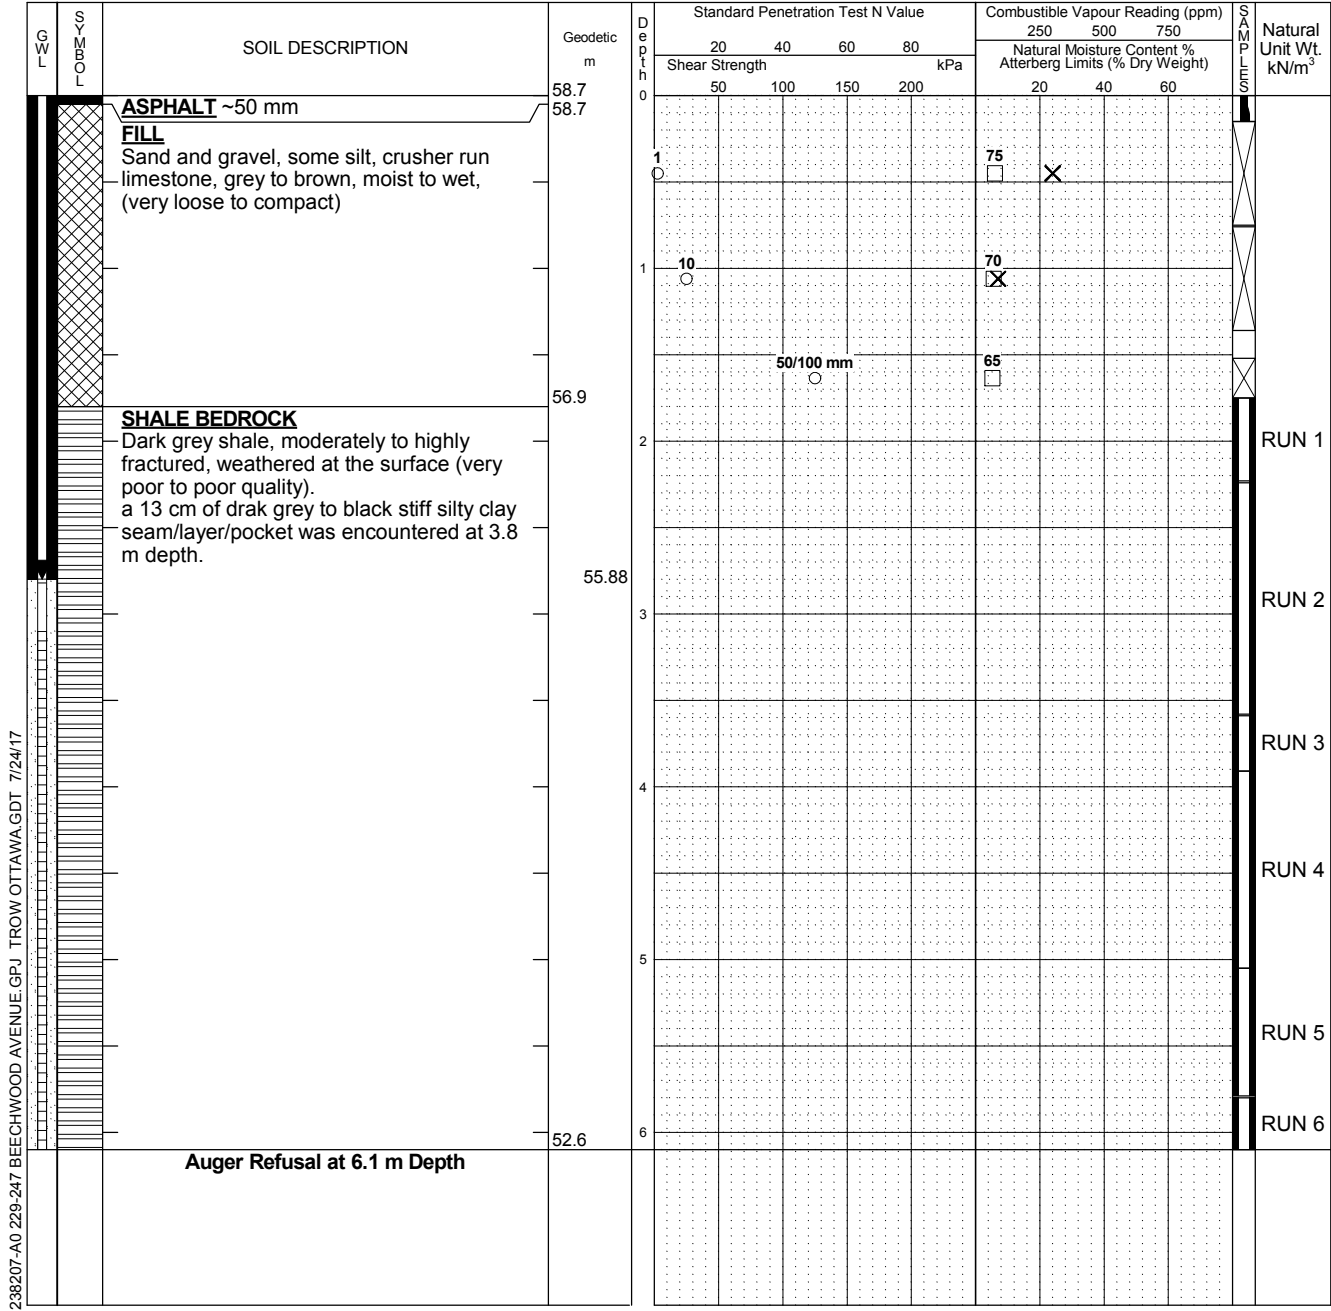 GWL
SYMBOL
SOIL DESCRIPTION
Geodetic
m
Depth
Standard Penetration Test N Value
20 40 60 80
Shear Strength kPa
50 100 150 200
Combustible Vapour Reading (ppm)
250 500 750
Natural Moisture Content %
Atterberg Limits (% Dry Weight)
20 40 60
SAMPLES
Natural
Unit Wt.
kN/m³
58.7
0
ASPHALT ~50 mm
58.7
FILL
Sand and gravel, some silt, crusher run
limestone, grey to brown, moist to wet,
(very loose to compact)
1
75
1
10
70
50/100 mm
65
56.9
SHALE BEDROCK
Dark grey shale, moderately to highly
fractured, weathered at the surface (very
poor to poor quality).
a 13 cm of drak grey to black stiff silty clay
seam/layer/pocket was encountered at 3.8
m depth.
2
RUN 1
55.88
RUN 2
3
RUN 3
4
RUN 4
5
RUN 5
RUN 6
6
52.6
Auger Refusal at 6.1 m Depth
238207-A0 229-247 BEECHWOOD AVENUE.GPJ TROW OTTAWA.GDT 7/24/17